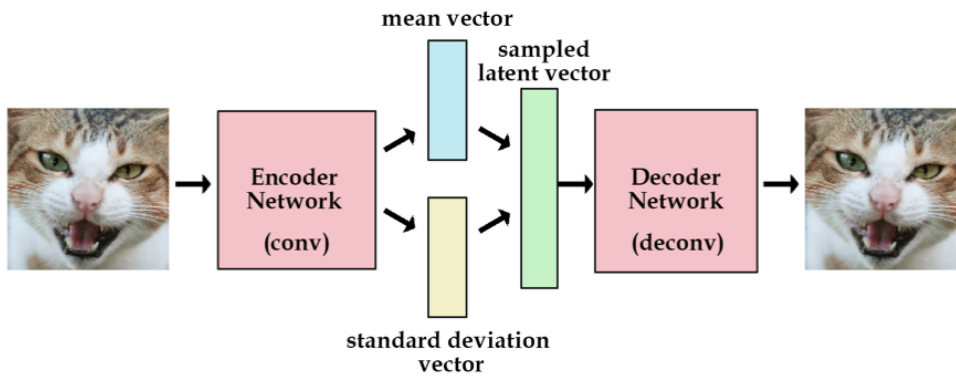 mean vector
sampled
latent vector
Encoder
Network
(conv)
Decoder
Network
(deconv)
standard deviation
vector